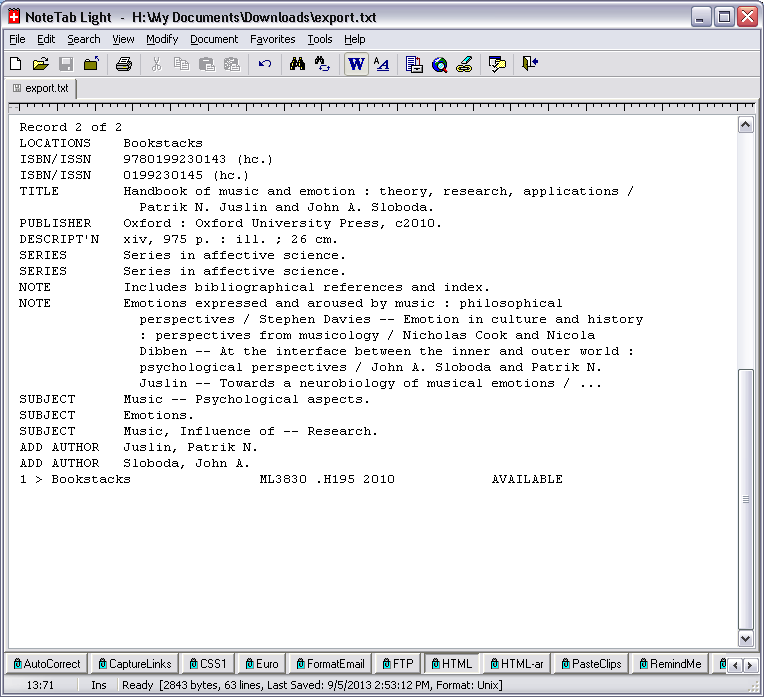 NoteTab Light - H:\My Documents\Downloads\export.txt
File Edit Search View Modify Document Favorites Tools Help
W A A
export.txt
Record 2 of 2
LOCATIONS Bookstacks
ISBN/ISSN 9780199230143 (hc.)
ISBN/ISSN 0199230145 (hc.)
TITLE Handbook of music and emotion : theory, research, applications /
Patrik N. Juslin and John A. Sloboda.
PUBLISHER Oxford : Oxford University Press, c2010.
DESCRIPT'N xiv, 975 p. : ill. ; 26 cm.
SERIES Series in affective science.
SERIES Series in affective science.
NOTE Includes bibliographical references and index.
NOTE Emotions expressed and aroused by music : philosophical
perspectives / Stephen Davies -- Emotion in culture and history
: perspectives from musicology / Nicholas Cook and Nicola
Dibben -- At the interface between the inner and outer world :
psychological perspectives / John A. Sloboda and Patrik N.
Juslin -- Towards a neurobiology of musical emotions / ...
SUBJECT Music -- Psychological aspects.
SUBJECT Emotions.
SUBJECT Music, Influence of -- Research.
ADD AUTHOR Juslin, Patrik N.
ADD AUTHOR Sloboda, John A.
1 > Bookstacks ML3830 .H195 2010 AVAILABLE
AutoCorrect CaptureLinks CSS1 Euro FormatEmail FTP HTML HTML-ar PasteClips RemindMe
13:71 Ins Ready [2843 bytes, 63 lines, Last Saved: 9/5/2013 2:53:12 PM, Format: Unix]